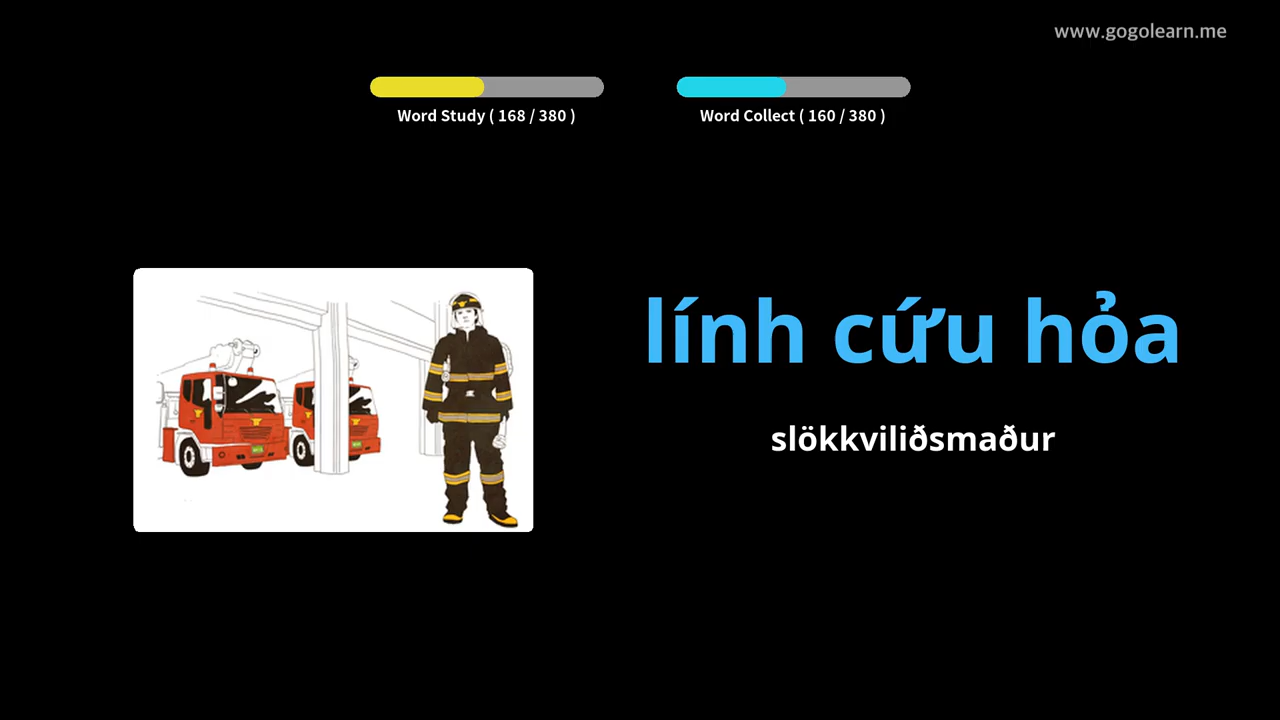 www.gogolearn.me
Word Study ( 168 / 380 )
Word Collect ( 160 / 380 )
lính cứu hỏa
slökkviliðsmaður